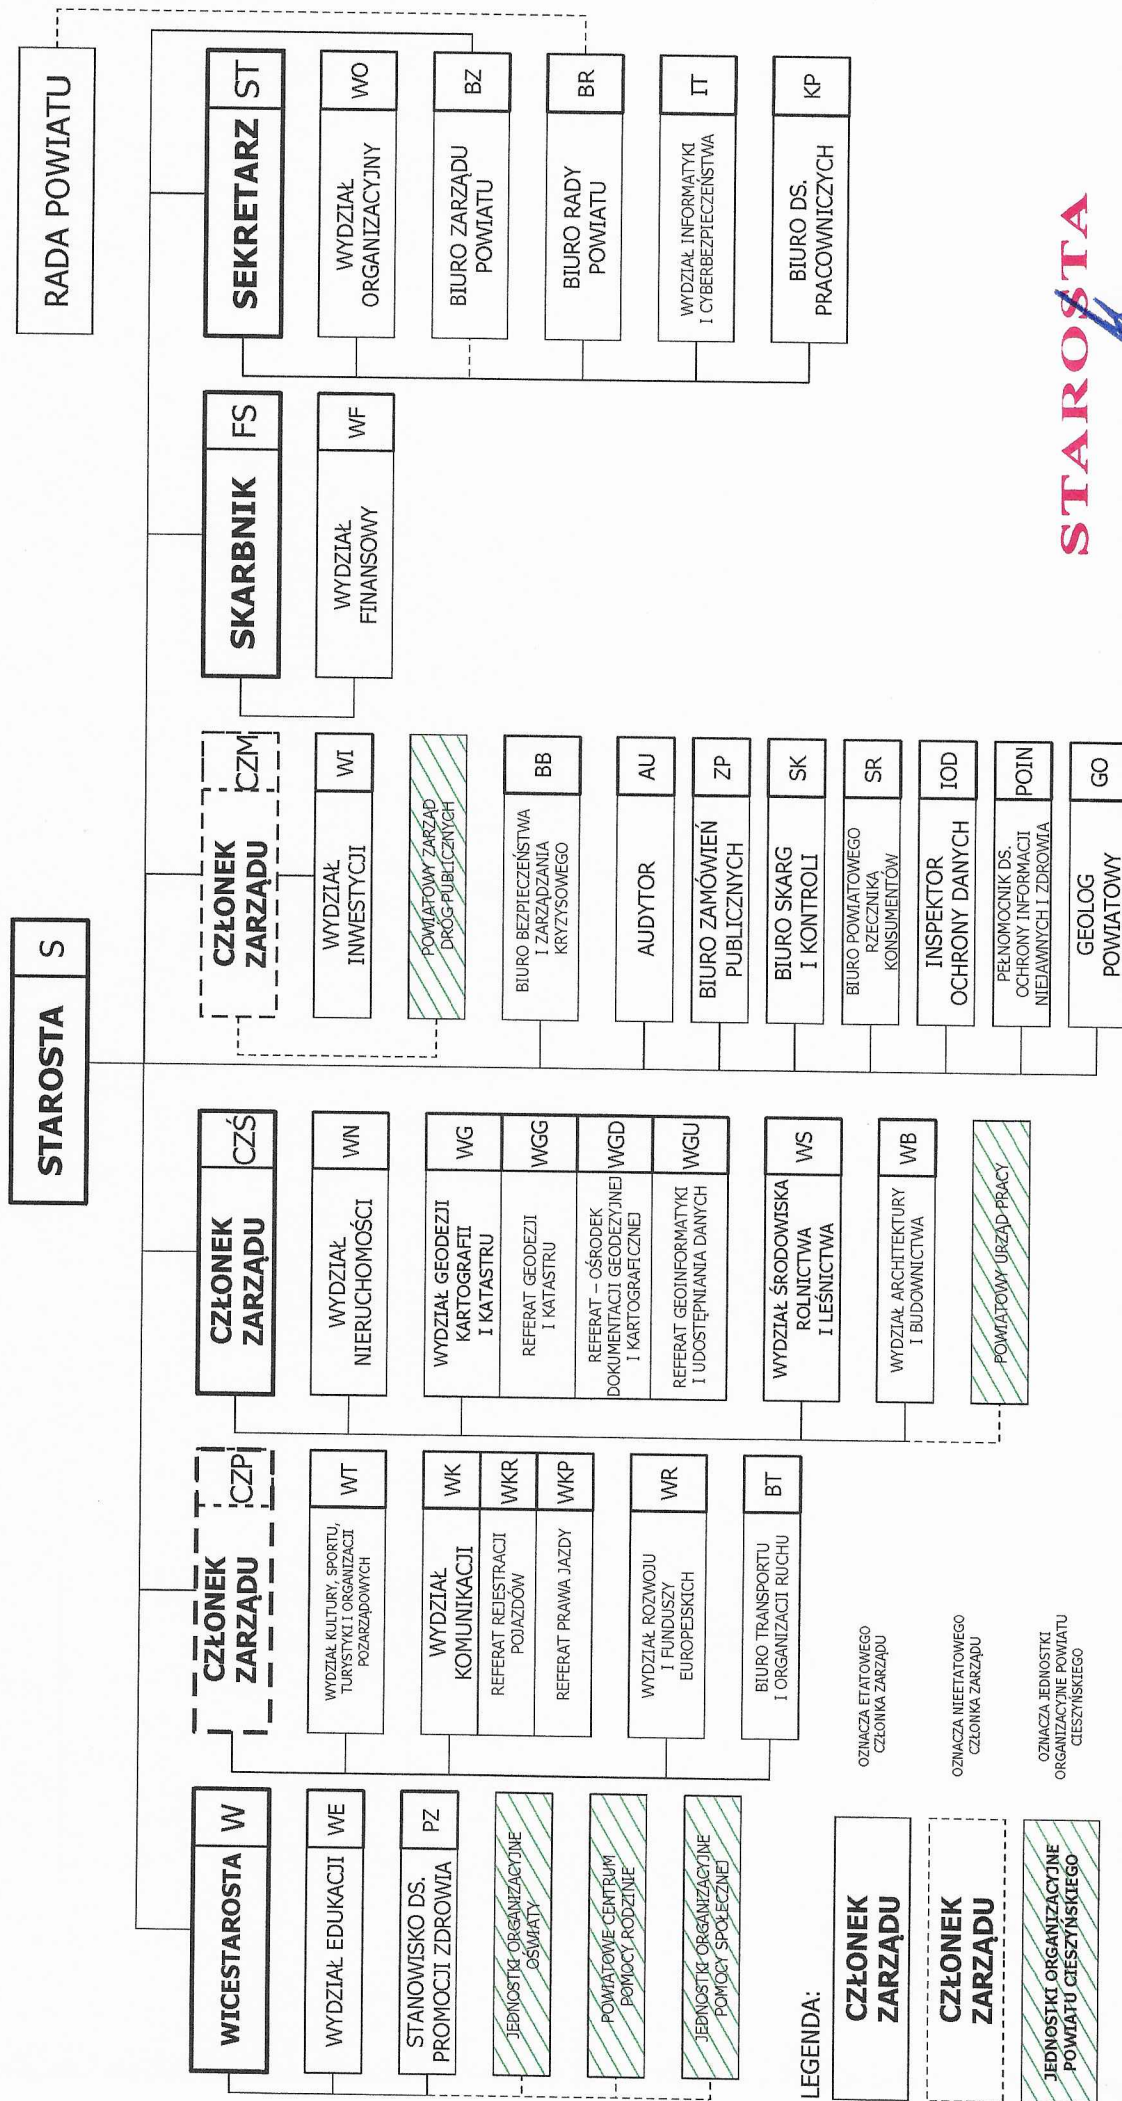 RADA POWIATU
STAROSTA S
WICESTAROSTA W
WYDZIAŁ EDUKACJI WE
STANOWISKO DS.
PROMOCJI ZDROWIA
PZ
JEDNOSTKI ORGANIZACYJNE
OŚWIATY
POWIATOWE CENTRUM
POMOCY RODZINIE
JEDNOSTKI ORGANIZACYJNE
POMOCY SPOŁECZNEJ
CZŁONEK
ZARZĄDU
CZP
WYDZIAŁ KULTURY, SPORTU,
TURYSTYKI I ORGANIZACJI
POZARZĄDOWYCH
WT
WYDZIAŁ
KOMUNIKACJI
WK
REFERAT REJESTRACJI
POJAZDÓW
WKR
REFERAT PRAWA JAZDY
WKP
WYDZIAŁ ROZWOJU
I FUNDUSZY
EUROPEJSKICH
WR
BIURO TRANSPORTU
I ORGANIZACJI RUCHU
BT
CZŁONEK
ZARZĄDU
CZŚ
WYDZIAŁ
NIERUCHOMOŚCI
WN
WYDZIAŁ GEODEZJI
KARTOGRAFII
I KATASTRU
WG
REFERAT GEODEZJI
I KATASTRU
WGG
REFERAT – OŚRODEK
DOKUMENTACJI GEODEZYJNEJ
I KARTOGRAFICZNEJ
WGD
REFERAT GEOINFORMATYKI
I UDOSTĘPNIANIA DANYCH
WGU
WYDZIAŁ ŚRODOWISKA
ROLNICTWA
I LEŚNICTWA
WS
WYDZIAŁ ARCHITEKTURY
I BUDOWNICTWA
WB
POWIATOWY URZĄD PRACY
CZŁONEK
ZARZĄDU
CZM
WYDZIAŁ
INWESTYCJI
WI
POWIATOWY ZARZĄD
DRÓG PUBLICZNYCH
BIURO BEZPIECZEŃSTWA
I ZARZĄDZANIA
KRYZYSOWEGO
BB
AUDYTOR
AU
BIURO ZAMÓWIEŃ
PUBLICZNYCH
ZP
BIURO SKARG
I KONTROLI
SK
BIURO POWIATOWEGO
RZECZNIKA
KONSUMENTÓW
SR
INSPEKTOR
OCHRONY DANYCH
IOD
PEŁNOMOCNIK DS.
OCHRONY INFORMACJI
NIEJAWNYCH I ZDROWIA
POIN
GEOLOG
POWIATOWY
GO
SKARBNIK FS
WYDZIAŁ
FINANSOWY
WF
SEKRETARZ ST
WYDZIAŁ
ORGANIZACYJNY
WO
BIURO ZARZĄDU
POWIATU
BZ
BIURO RADY
POWIATU
BR
WYDZIAŁ INFORMATYKI
I CYBERBEZPIECZEŃSTWA
IT
BIURO DS.
PRACOWNICZYCH
KP
LEGENDA:
CZŁONEK
ZARZĄDU
OZNACZA ETATOWEGO
CZŁONKA ZARZĄDU
CZŁONEK
ZARZĄDU
OZNACZA NIEETATOWEGO
CZŁONKA ZARZĄDU
JEDNOSTKI ORGANIZACYJNE
POWIATU CIESZYŃSKIEGO
OZNACZA JEDNOSTKI
ORGANIZACYJNE POWIATU
CIESZYŃSKIEGO
STAROSTA